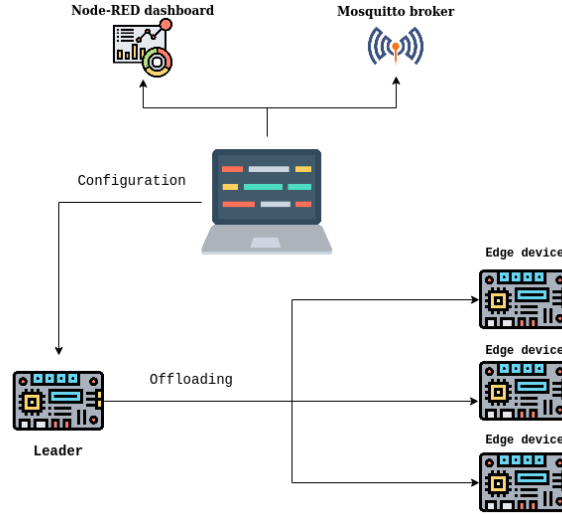 Node-RED dashboard
Mosquitto broker
Configuration
Edge device
Edge device
Offloading
Leader
Edge device